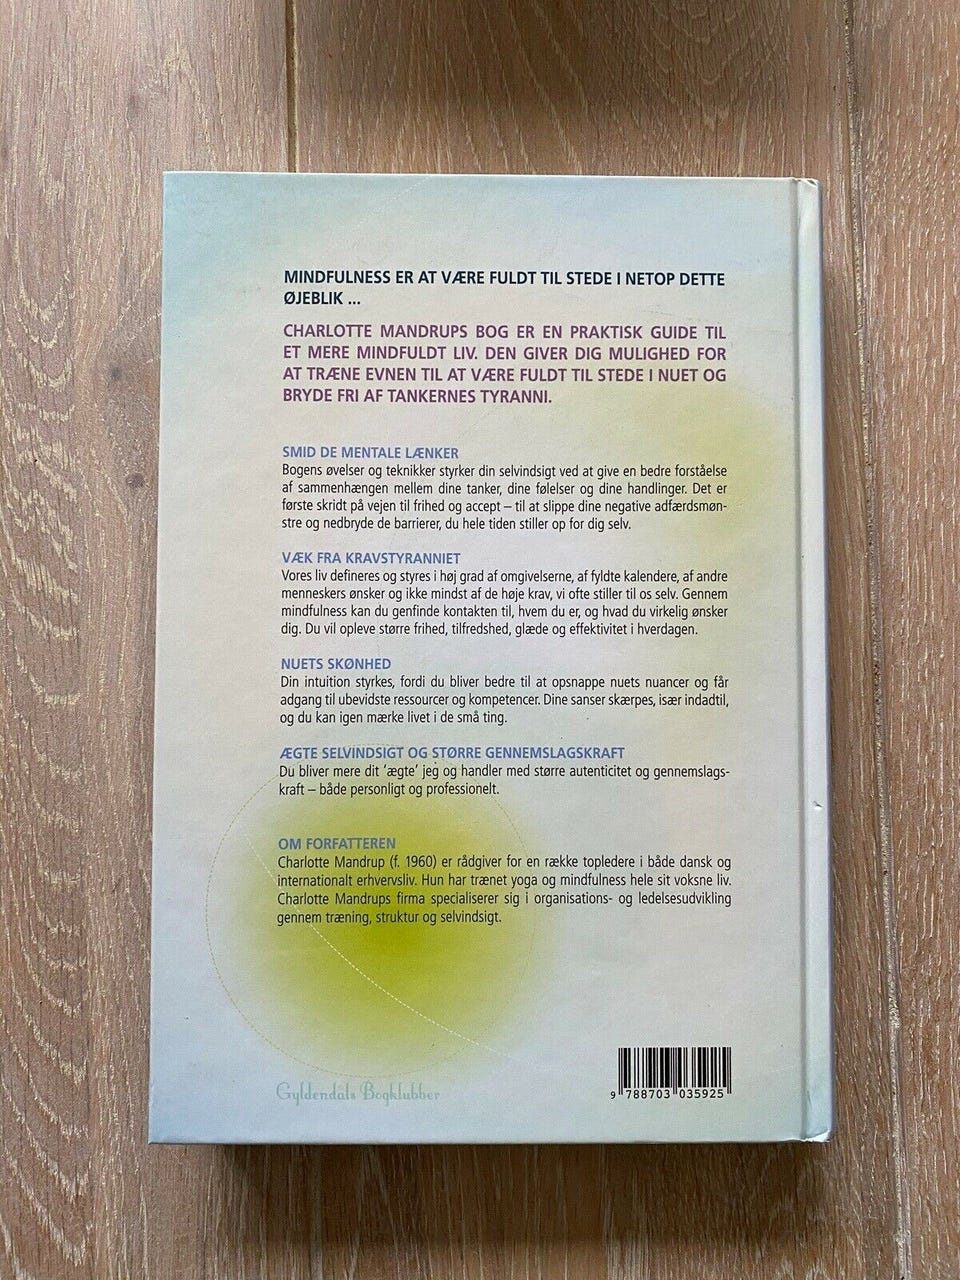 MINDFULNESS ER AT VÆRE FULDT TIL STEDE I NETOP DETTE
ØJEBLIK ...
CHARLOTTE MANDRUPS BOG ER EN PRAKTISK GUIDE TIL
ET MERE MINDFULDT LIV. DEN GIVER DIG MULIGHED FOR
AT TRÆNE EVNEN TIL AT VÆRE FULDT TIL STEDE I NUET OG
BRYDE FRI AF TANKERNES TYRANNI.
SMID DE MENTALE LÆNKER
Bogens øvelser og teknikker styrker din selvindsigt ved at give en bedre forståelse
af sammenhængen mellem dine tanker, dine følelser og dine handlinger. Det er
første skridt på vejen til frihed og accept – til at slippe dine negative adfærdsmøn-
stre og nedbryde de barrierer, du hele tiden stiller op for dig selv.
VÆK FRA KRAVSTYRANNIET
Vores liv defineres og styres i høj grad af omgivelserne, af fyldte kalendere, af andre
menneskers ønsker og ikke mindst af de høje krav, vi ofte stiller til os selv. Gennem
mindfulness kan du genfinde kontakten til, hvem du er, og hvad du virkelig ønsker
dig. Du vil opleve større frihed, tilfredshed, glæde og effektivitet i hverdagen.
NUETS SKØNHED
Din intuition styrkes, fordi du bliver bedre til at opsnappe nuets nuancer og får
adgang til ubevidste ressourcer og kompetencer. Dine sanser skærpes, især indadtil,
og du kan igen mærke livet i de små ting.
ÆGTE SELVINDSIGT OG STØRRE GENNEMSLAGSKRAFT
Du bliver mere dit ‘ægte’ jeg og handler med større autenticitet og gennemslags-
kraft – både personligt og professionelt.
OM FORFATTEREN
Charlotte Mandrup (f. 1960) er rådgiver for en række topledere i både dansk og
internationalt erhvervsliv. Hun har trænet yoga og mindfulness hele sit voksne liv.
Charlotte Mandrups firma specialiserer sig i organisations- og ledelsesudvikling
gennem træning, struktur og selvindsigt.
Gyldendals Bogklubber
9 788703 035925